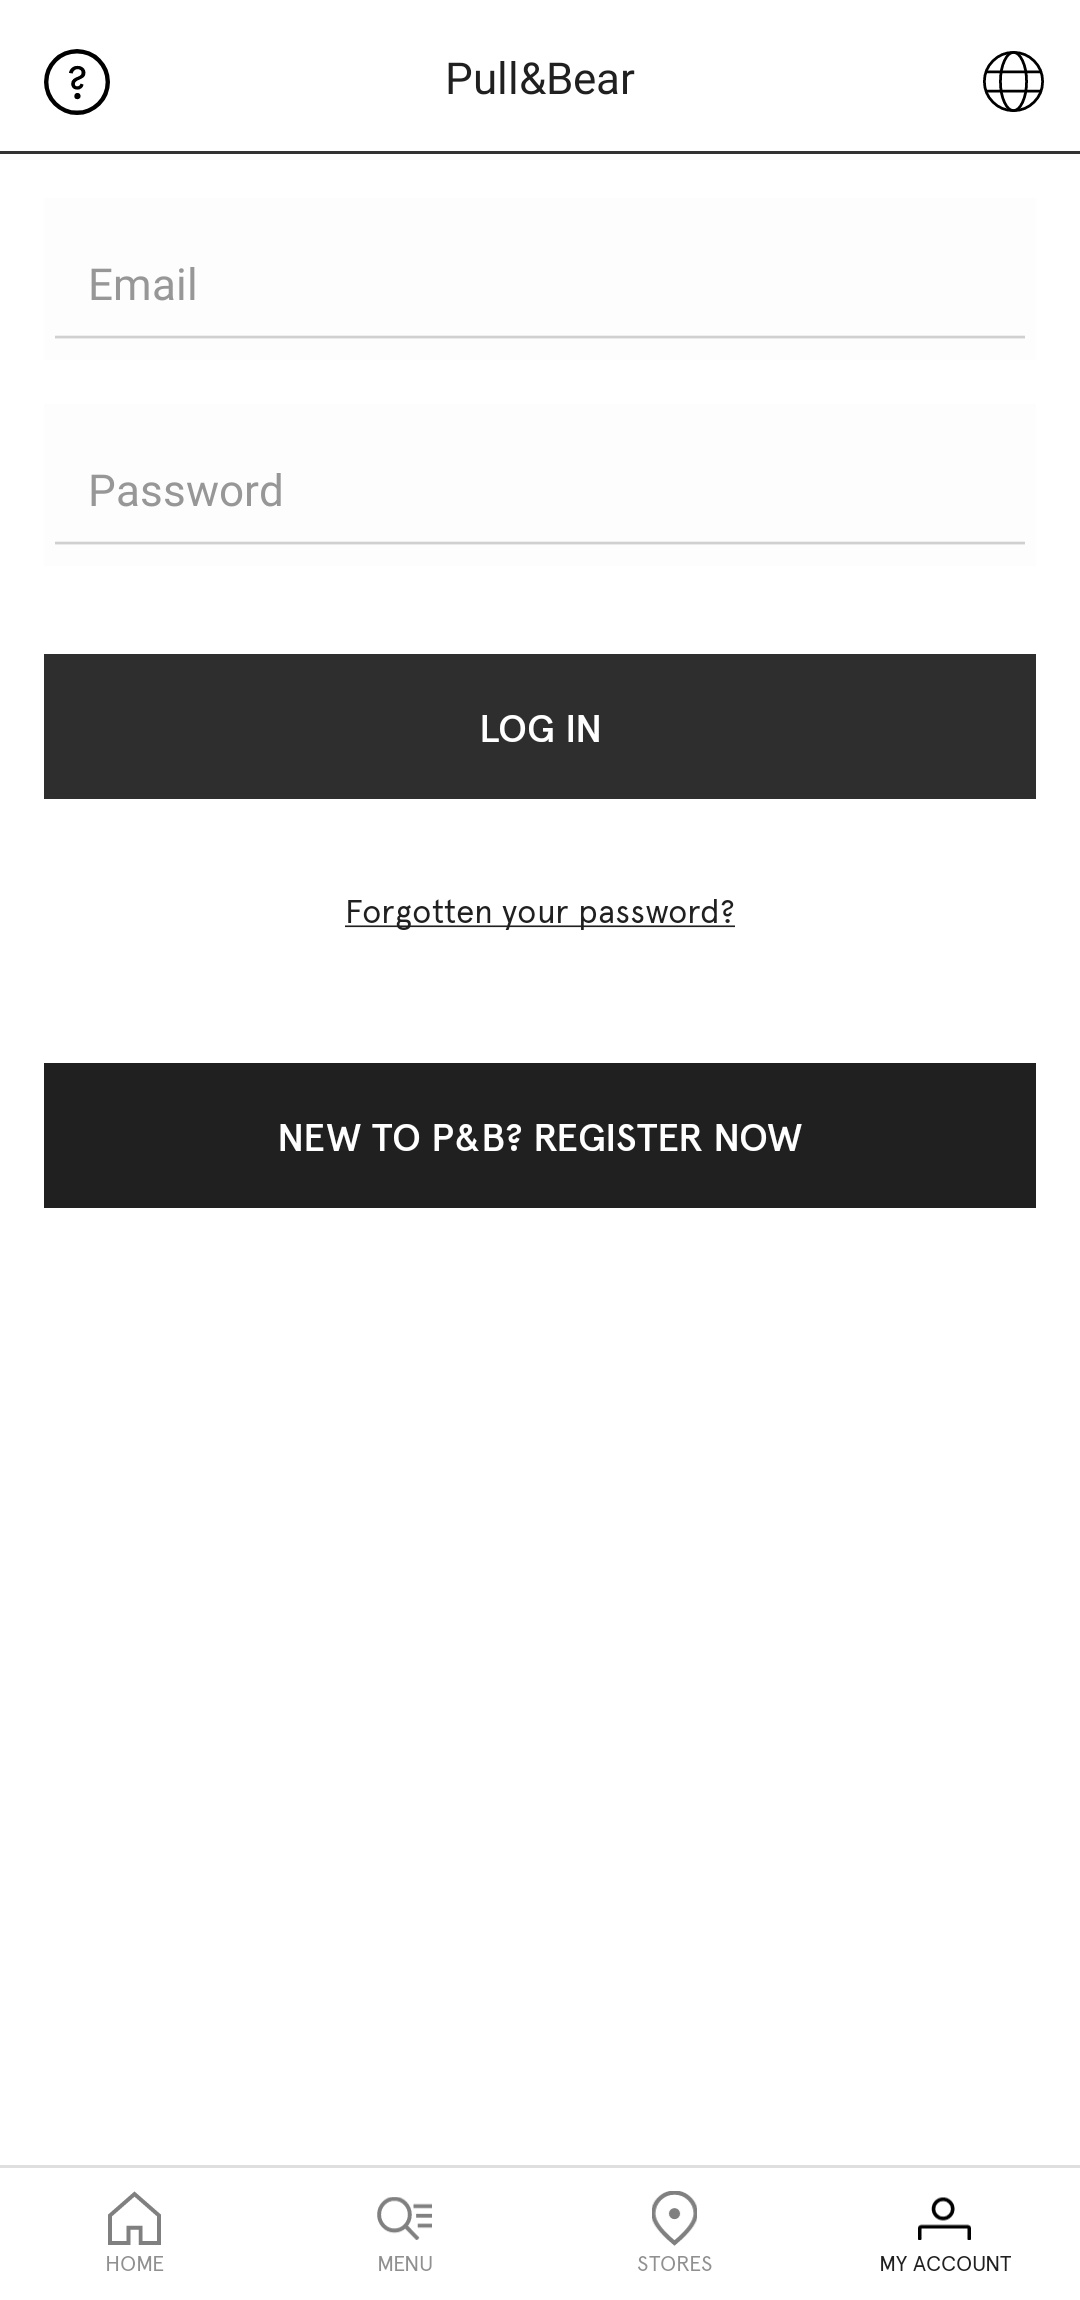 ?
Pull&Bear
Email
Password
LOG IN
Forgotten your password?
NEW TO P&B? REGISTER NOW
HOME
MENU
STORES
MY ACCOUNT